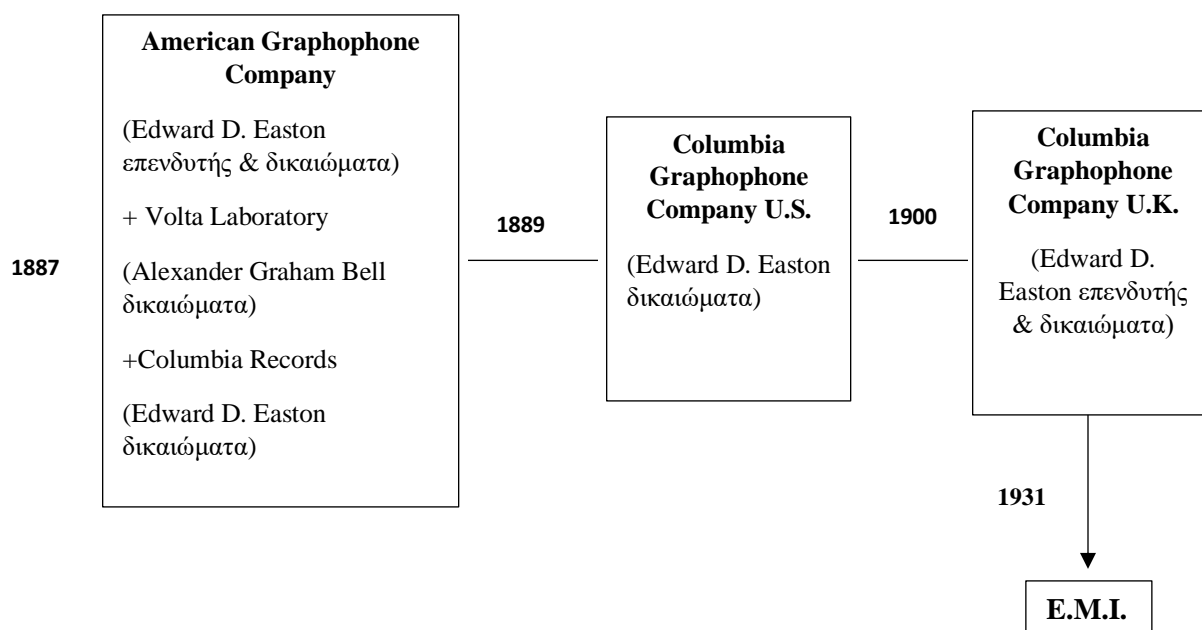 1887
American Graphophone
Company
(Edward D. Easton
επενδυτής & δικαιώματα)
+ Volta Laboratory
(Alexander Graham Bell
δικαιώματα)
+Columbia Records
(Edward D. Easton
δικαιώματα)
1889
Columbia
Graphophone
Company U.S.
(Edward D. Easton
δικαιώματα)
1900
Columbia
Graphophone
Company U.K.
(Edward D.
Easton επενδυτής
& δικαιώματα)
1931
E.M.I.